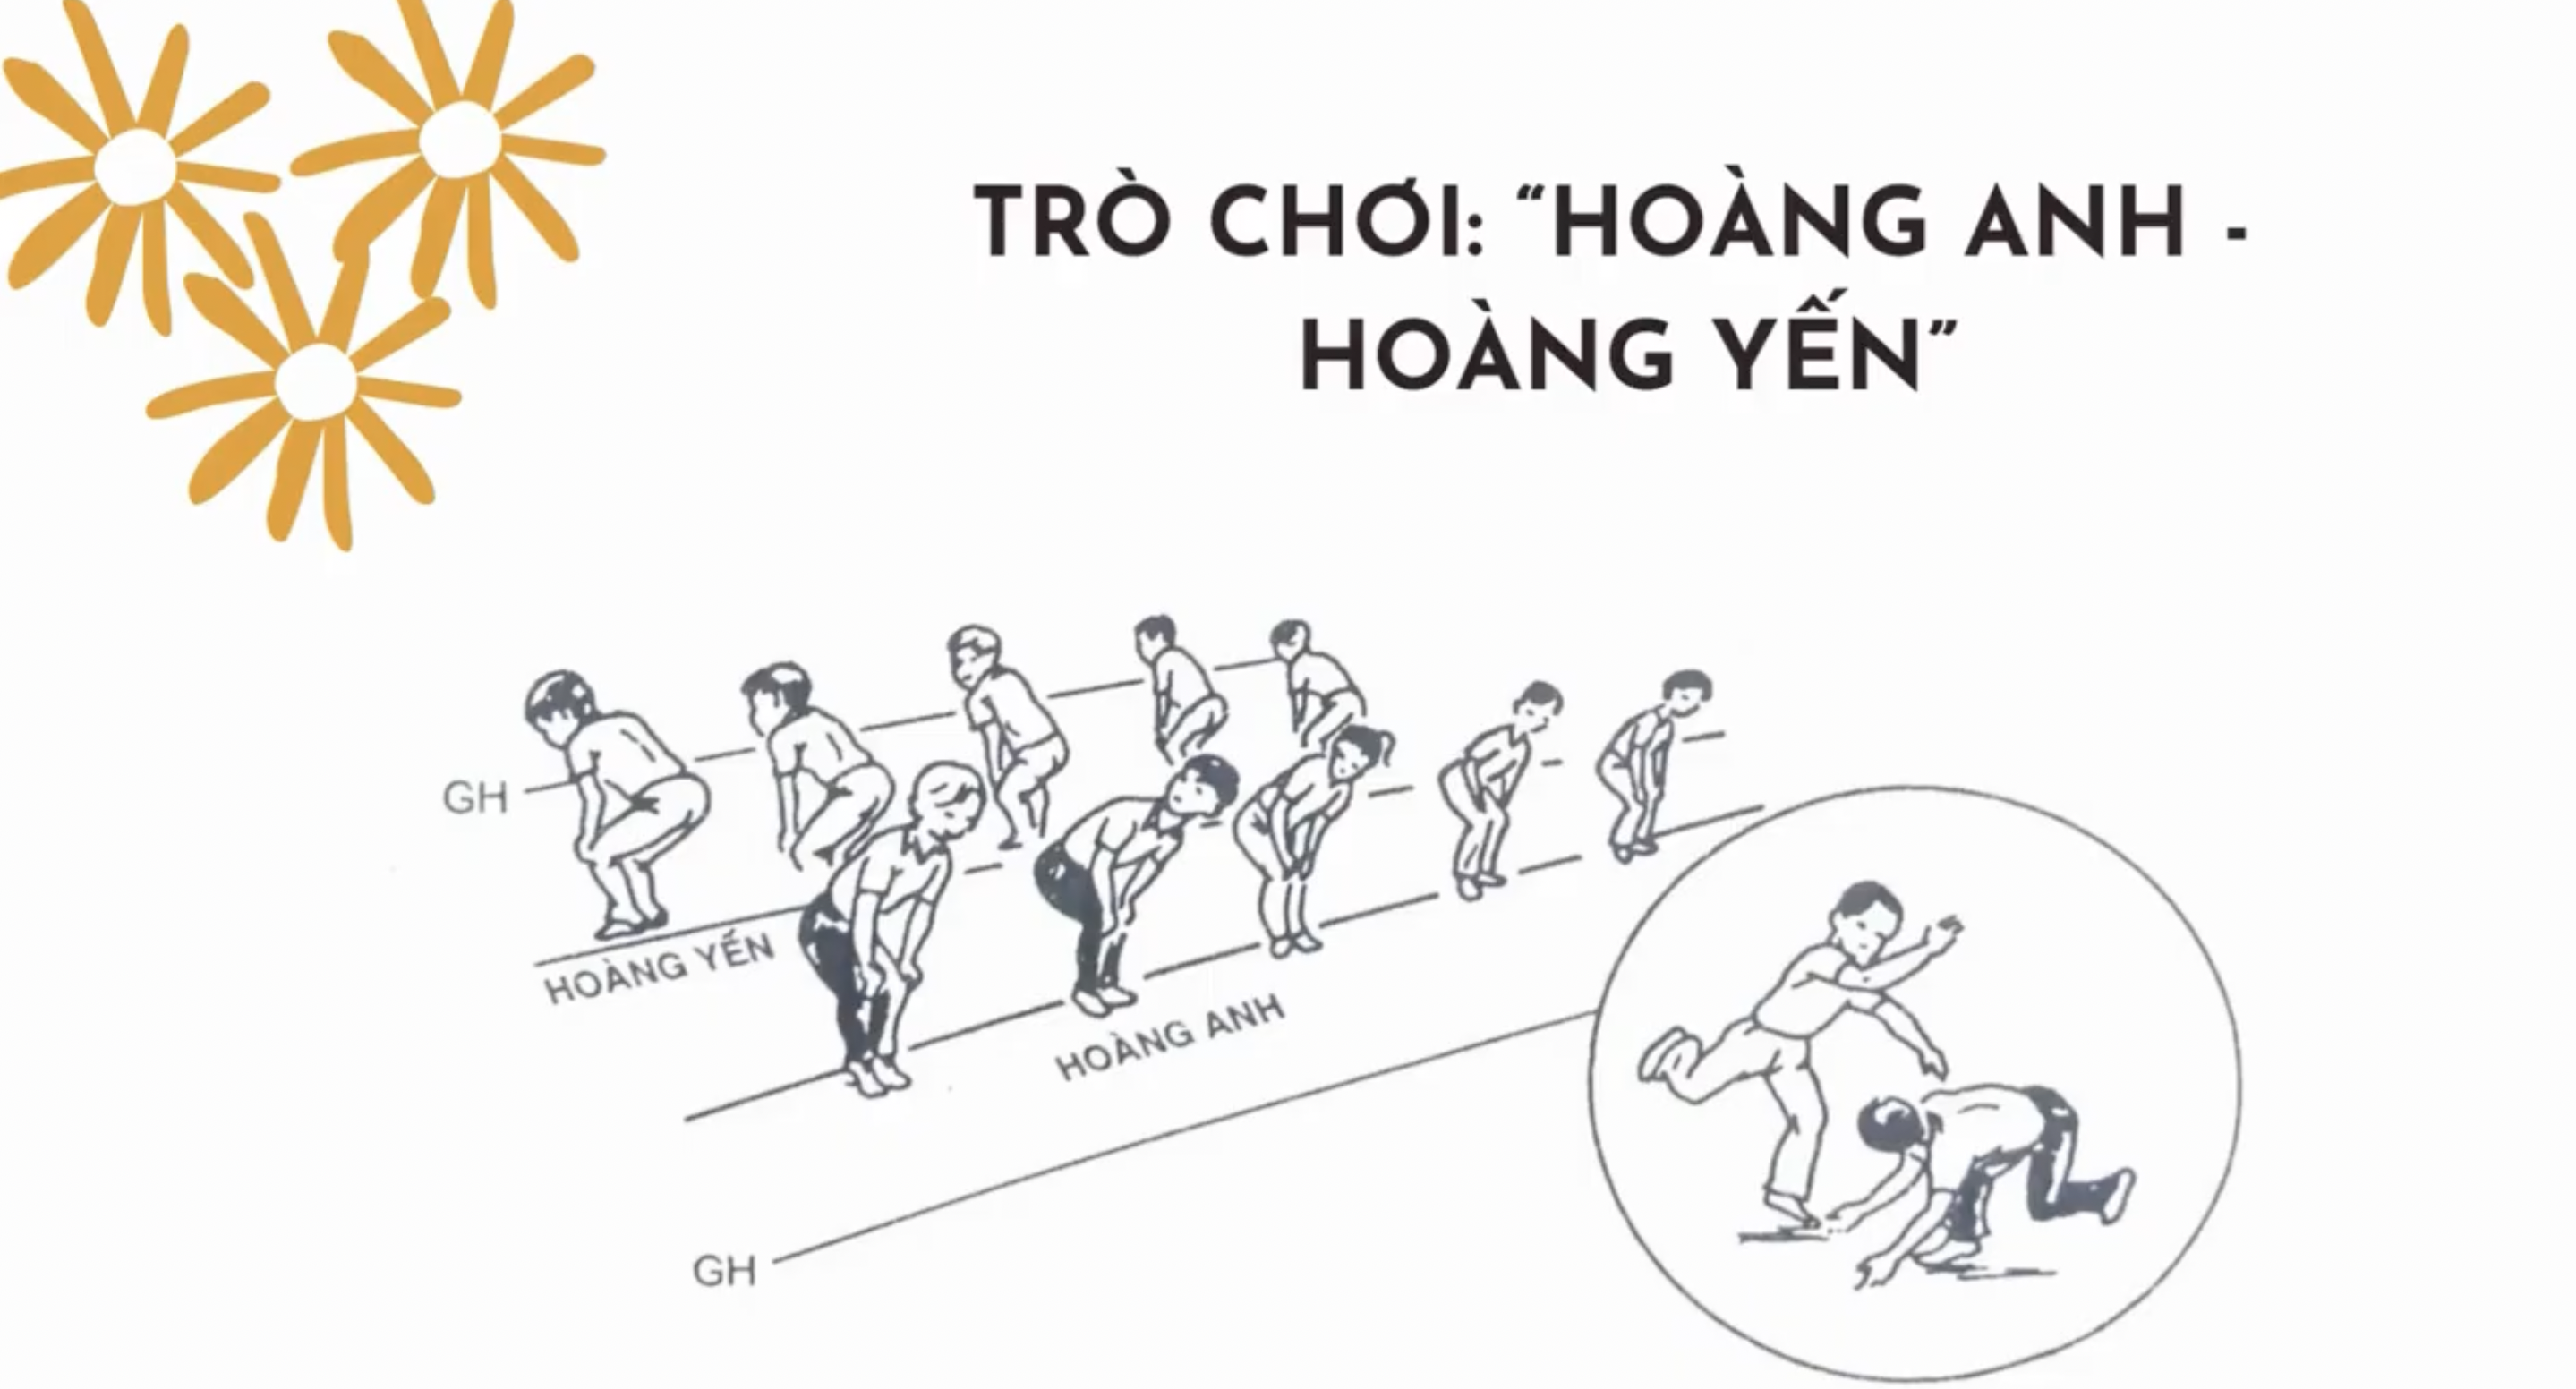 TRÒ CHƠI: “HOÀNG ANH -
HOÀNG YẾN”
GH
HOÀNG YẾN
HOÀNG ANH
GH